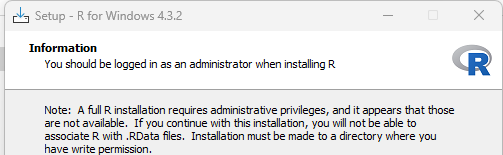 Setup - R for Windows 4.3.2
Information
You should be logged in as an administrator when installing R
R
Note: A full R installation requires administrative privileges, and it appears that those
are not available. If you continue with this installation, you will not be able to
associate R with .RData files. Installation must be made to a directory where you
have write permission.